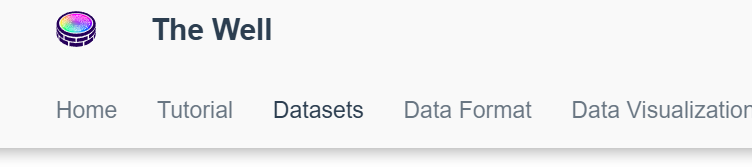 The Well
Home Tutorial Datasets Data Format Data Visualization